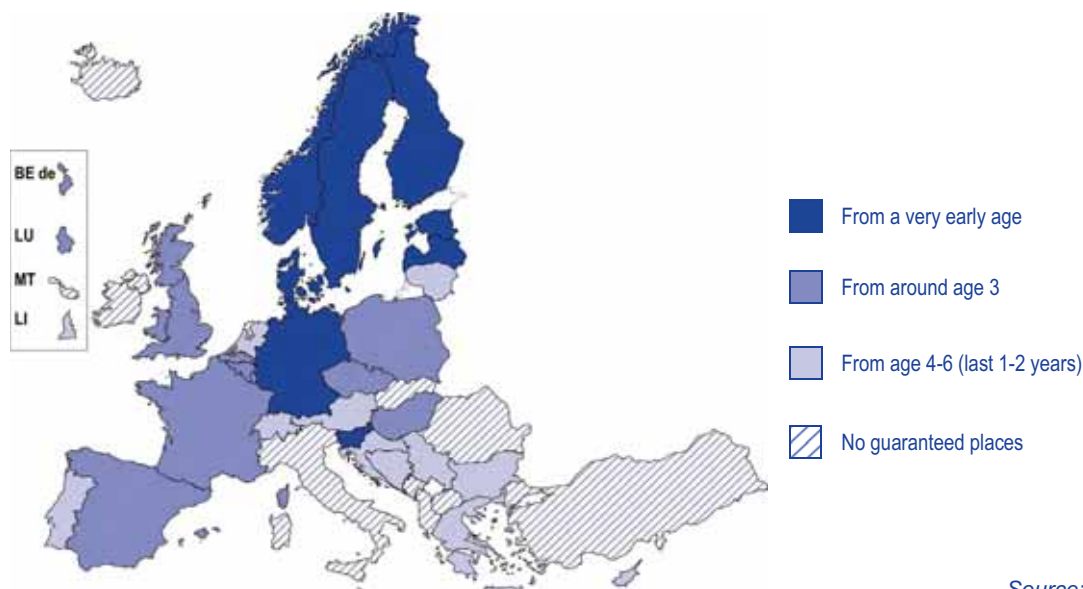 BE de
LU
MT
LI
From a very early age
From around age 3
From age 4-6 (last 1-2 years)
No guaranteed places
Source: